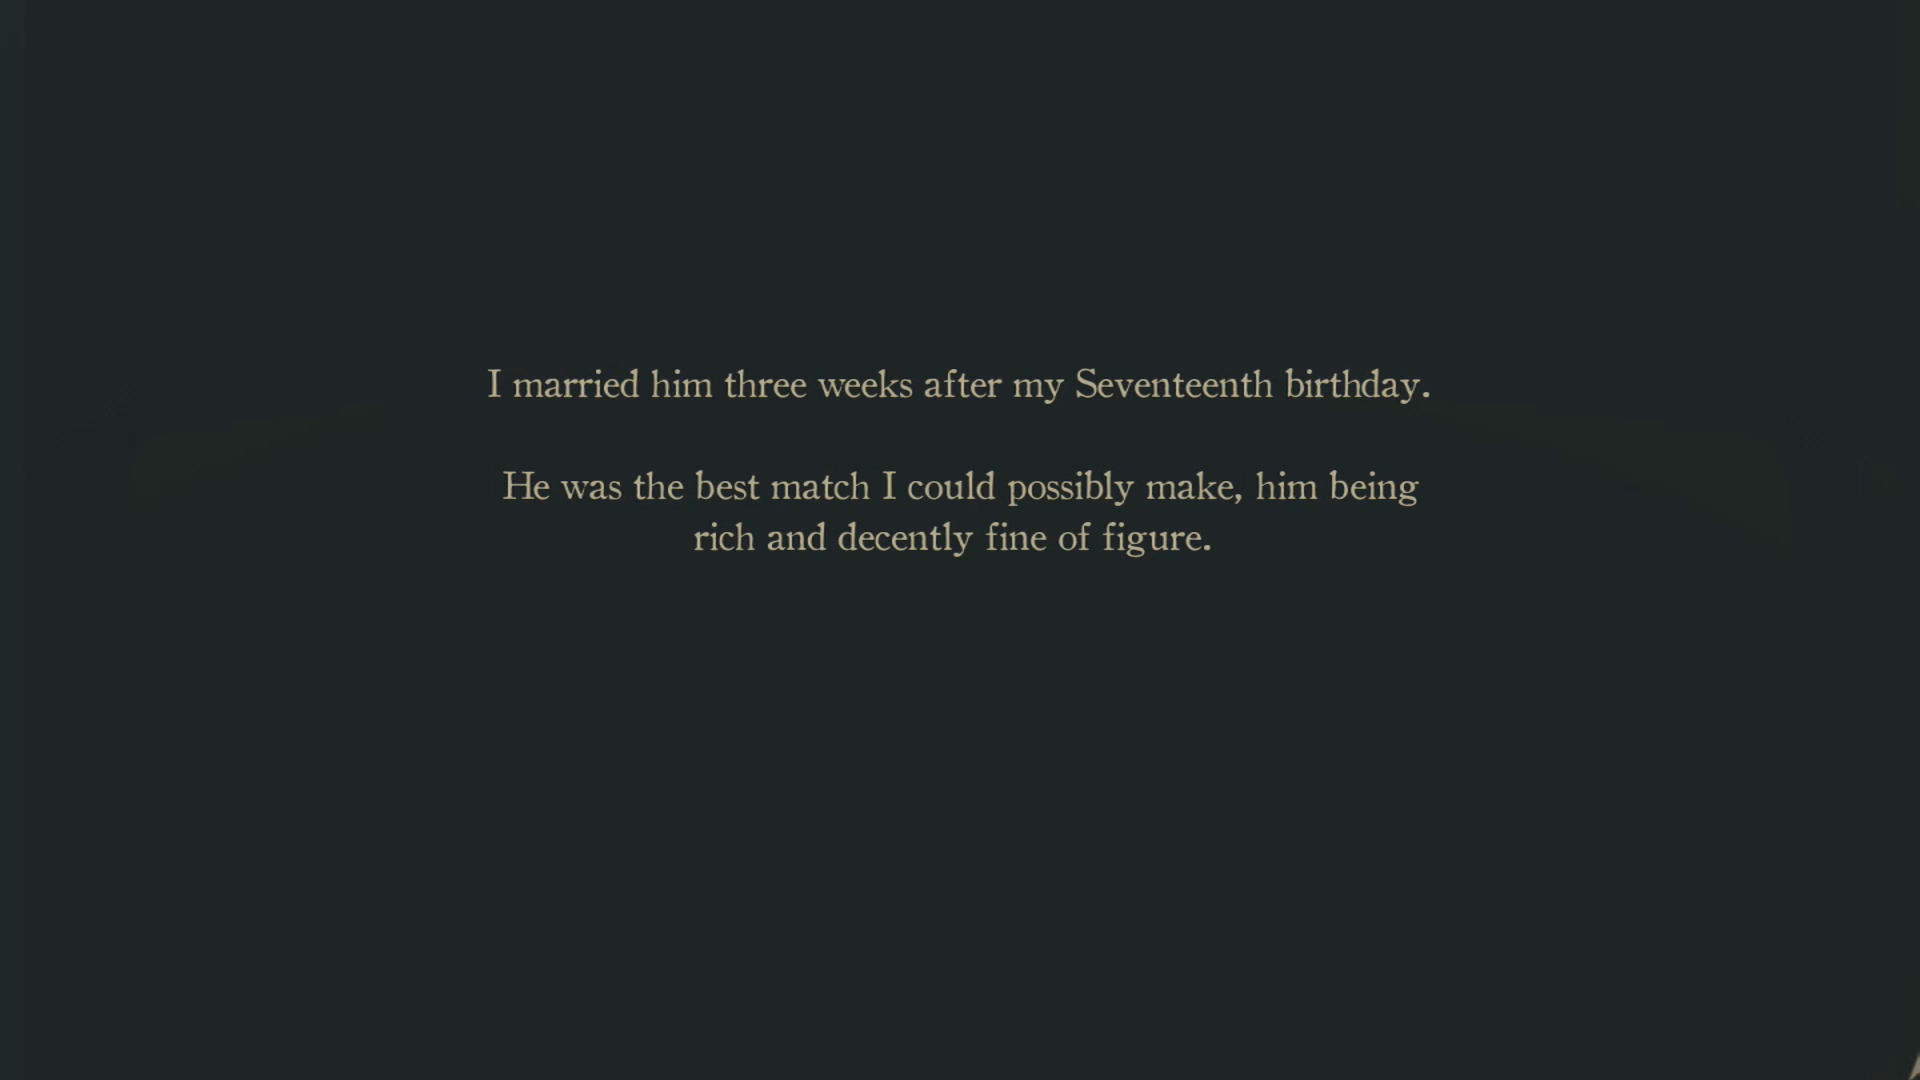 I married him three weeks after my Seventeenth birthday.
He was the best match I could possibly make, him being
rich and decently fine of figure.